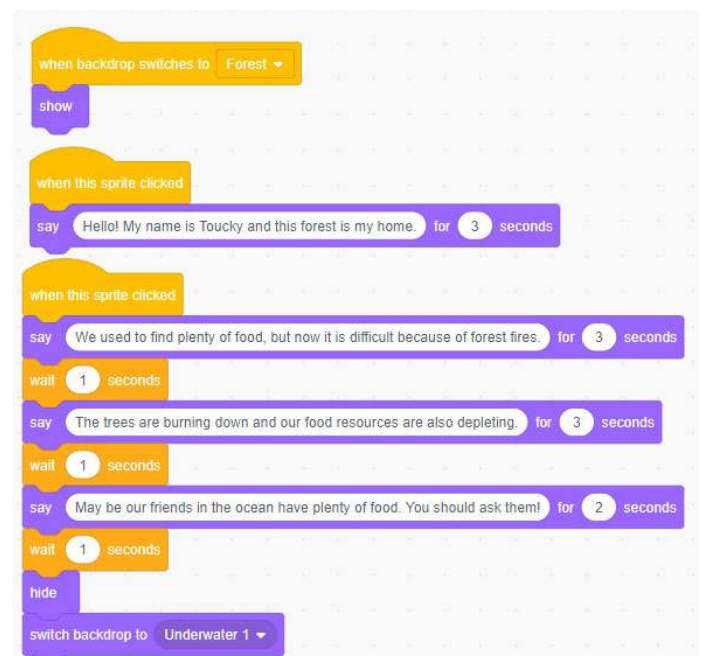 when backdrop switches to Forest
show
when this sprite clicked
say Hello! My name is Toucky and this forest is my home. for 3 seconds
when this sprite clicked
say We used to find plenty of food, but now it is difficult because of forest fires. for 3 seconds
wait 1 seconds
say The trees are burning down and our food resources are also depleting. for 3 seconds
wait 1 seconds
say May be our friends in the ocean have plenty of food. You should ask them! for 2 seconds
wait 1 seconds
hide
switch backdrop to Underwater 1